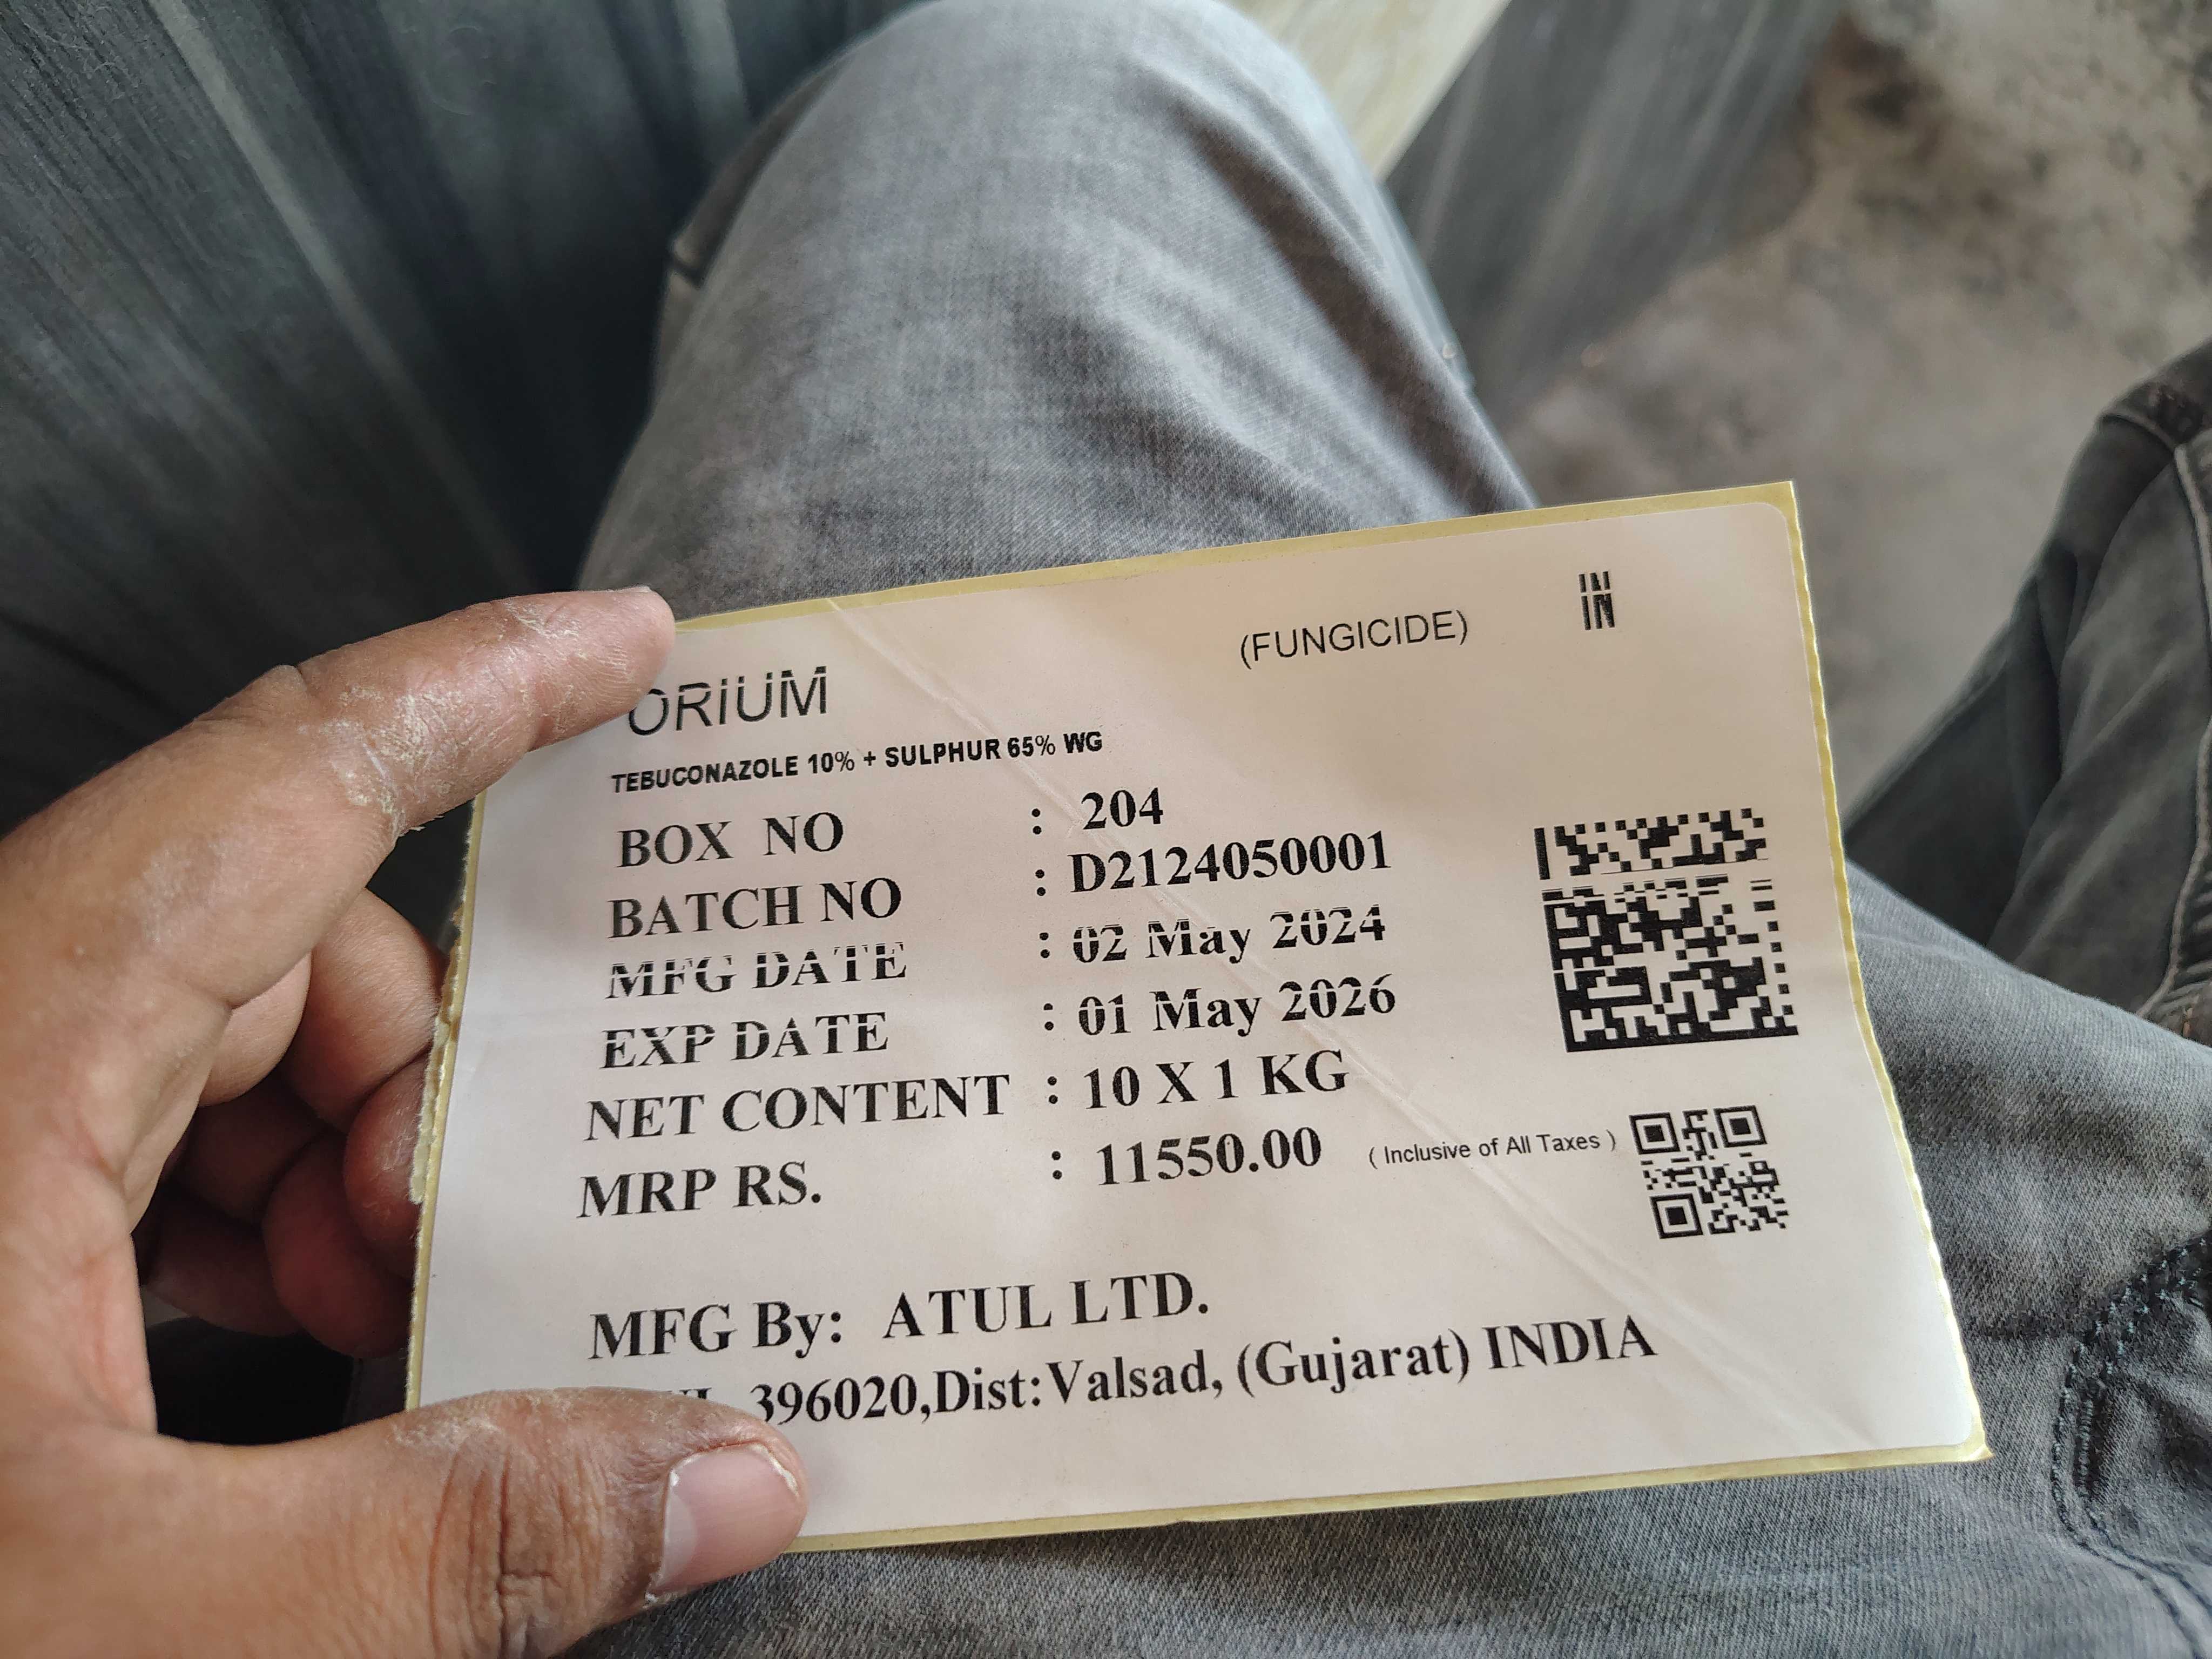 (FUNGICIDE) IN
ORIUM
TEBUCONAZOLE 10% + SULPHUR 65% WG
BOX NO : 204
BATCH NO : D2124050001
MFG DATE : 02 May 2024
EXP DATE : 01 May 2026
NET CONTENT : 10 X 1 KG
MRP RS. : 11550.00 ( Inclusive of All Taxes )
MFG By: ATUL LTD.
396020,Dist:Valsad, (Gujarat) INDIA